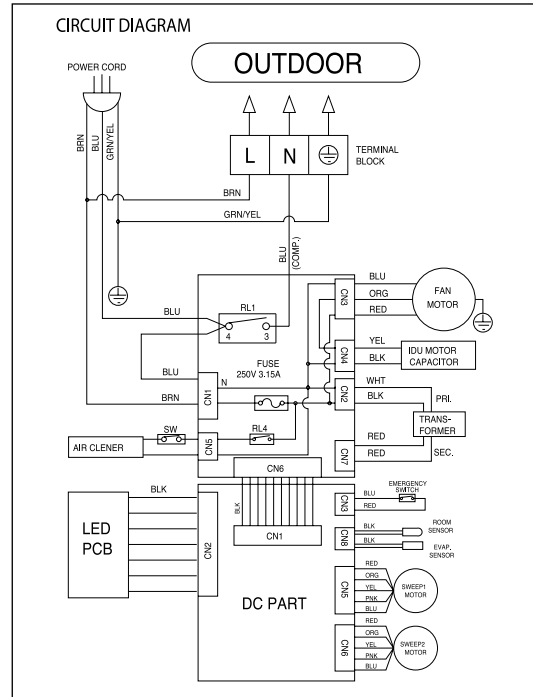 CIRCUIT DIAGRAM
POWER CORD
OUTDOOR
BRN
BLU
GRN/YEL
L
N
TERMINAL
BLOCK
BRN
GRN/YEL
BLU
(COMP.)
BLU
RL1
4
3
CN3
BLU
ORG
RED
FAN
MOTOR
FUSE
250V 3.15A
CN4
YEL
BLK
IDU MOTOR
CAPACITOR
BLU
BRN
CN1
N
CN2
WHT
BLK
PRI.
TRANS-
FORMER
SW
AIR CLENER
CN5
RL4
CN7
RED
RED
SEC.
CN6
BLK
CN1
BLK
LED
PCB
CN2
DC PART
CN3
BLU
RED
EMERGENCY
SWITCH
CN8
BLK
BLK
ROOM
SENSOR
EVAP.
SENSOR
CN5
RED
ORG
YEL
PNK
BLU
SWEEP1
MOTOR
CN6
RED
ORG
YEL
PNK
BLU
SWEEP2
MOTOR